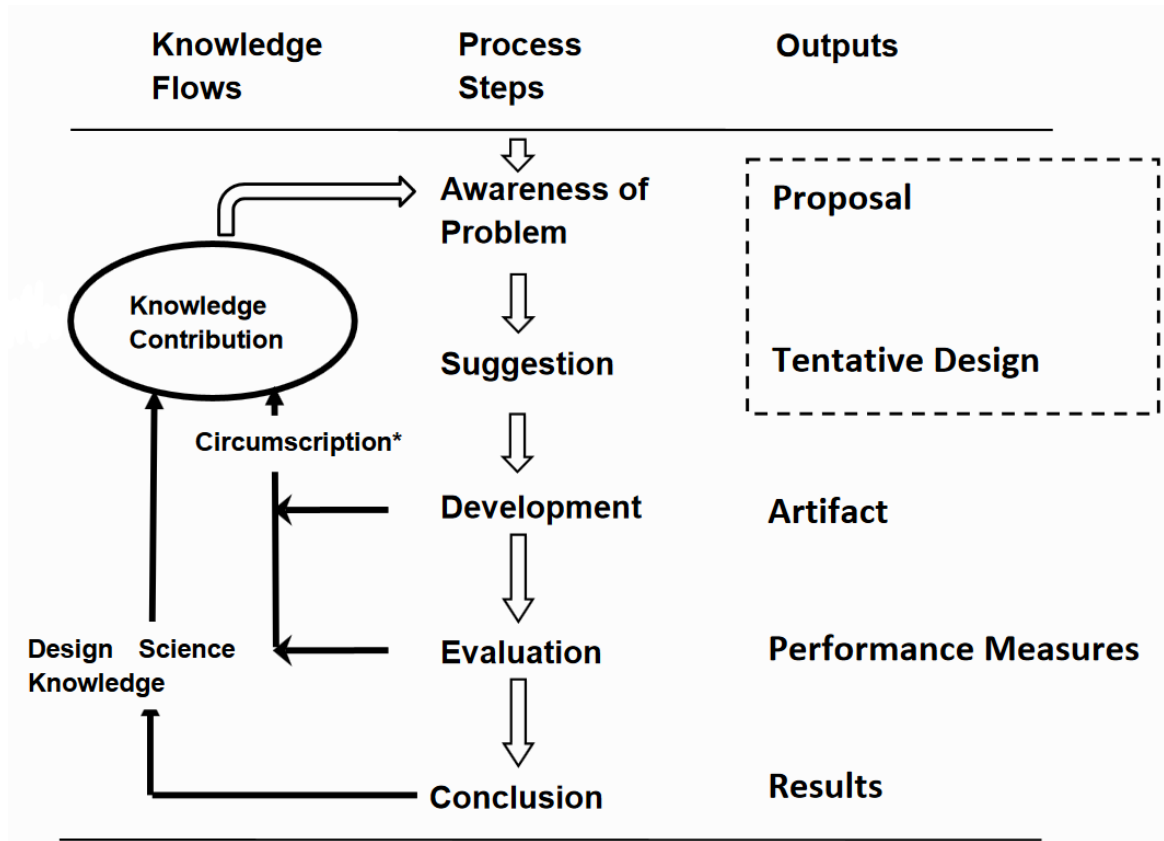 Knowledge
Flows
Process
Steps
Outputs
Awareness of
Problem
Proposal
Knowledge
Contribution
Suggestion
Tentative Design
Circumscription*
Development
Artifact
Design Science
Knowledge
Evaluation
Performance Measures
Conclusion
Results